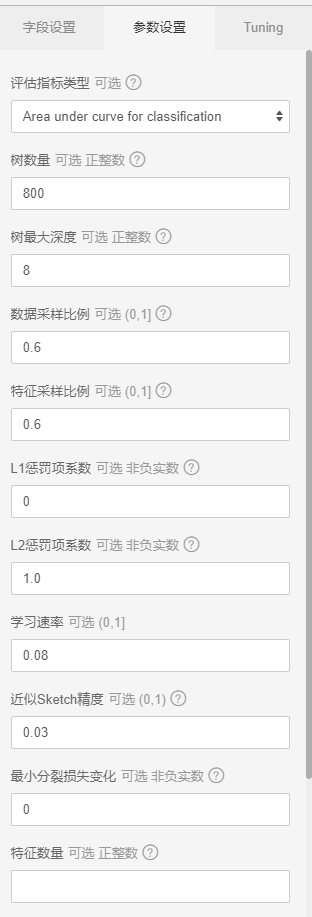 字段设置 参数设置 Tuning
评估指标类型 可选 ?
Area under curve for classification
树数量 可选 正整数 ?
800
树最大深度 可选 正整数 ?
8
数据采样比例 可选 (0,1] ?
0.6
特征采样比例 可选 (0,1] ?
0.6
L1惩罚项系数 可选 非负实数 ?
0
L2惩罚项系数 可选 非负实数 ?
1.0
学习速率 可选 (0,1]
0.08
近似Sketch精度 可选 (0,1) ?
0.03
最小分裂损失变化 可选 非负实数 ?
0
特征数量 可选 正整数 ?